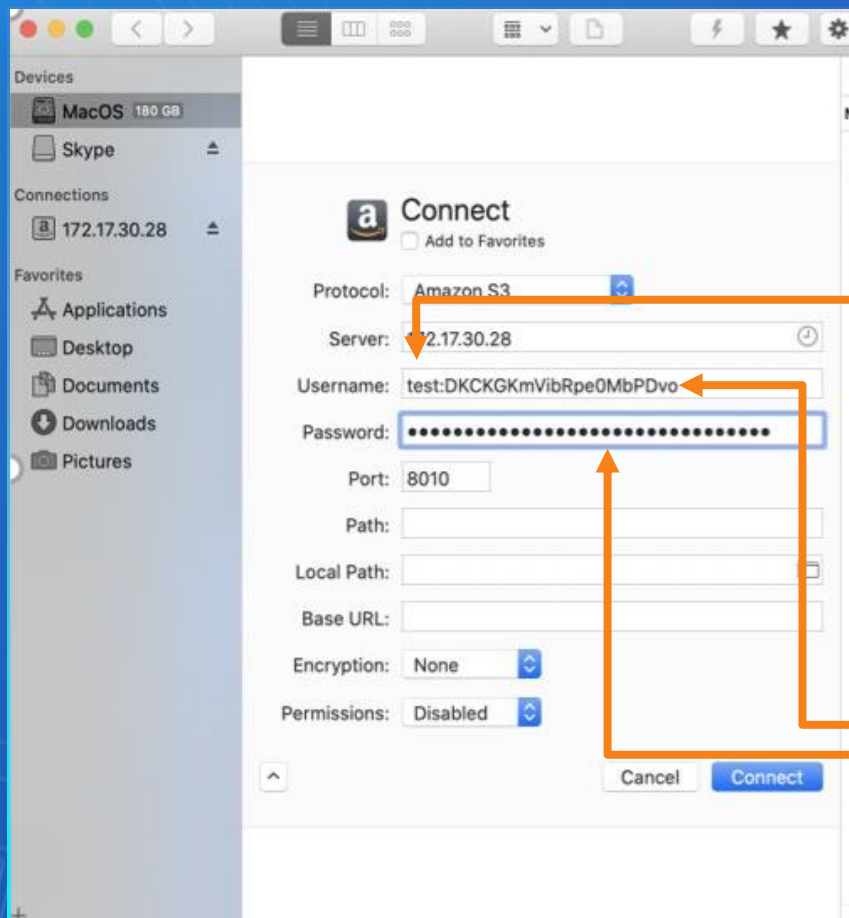 Devices
MacOS 180 GB
Skype
Connections
172.17.30.28
Favorites
Applications
Desktop
Documents
Downloads
Pictures
a Connect
Add to Favorites
Protocol: Amazon S3
Server: 172.17.30.28
Username: test:DKCKGKmVibRpe0MbPDvo
Password: ••••••••••••••••••••••••••••••••
Port: 8010
Path:
Local Path:
Base URL:
Encryption: None
Permissions: Disabled
Cancel Connect